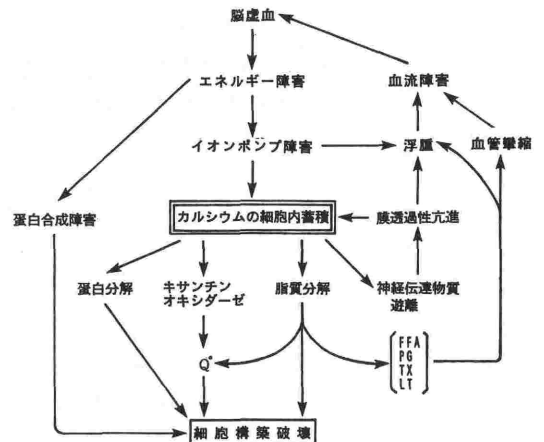 脳虚血
エネルギー障害
血流障害
イオンポンプ障害
浮腫
血管攣縮
蛋白合成障害
カルシウムの細胞内蓄積
膜透過性亢進
蛋白分解
キサンチン
オキシダーゼ
脂質分解
神経伝達物質
遊離
FFA
PG
TX
LT
細胞構築破壊